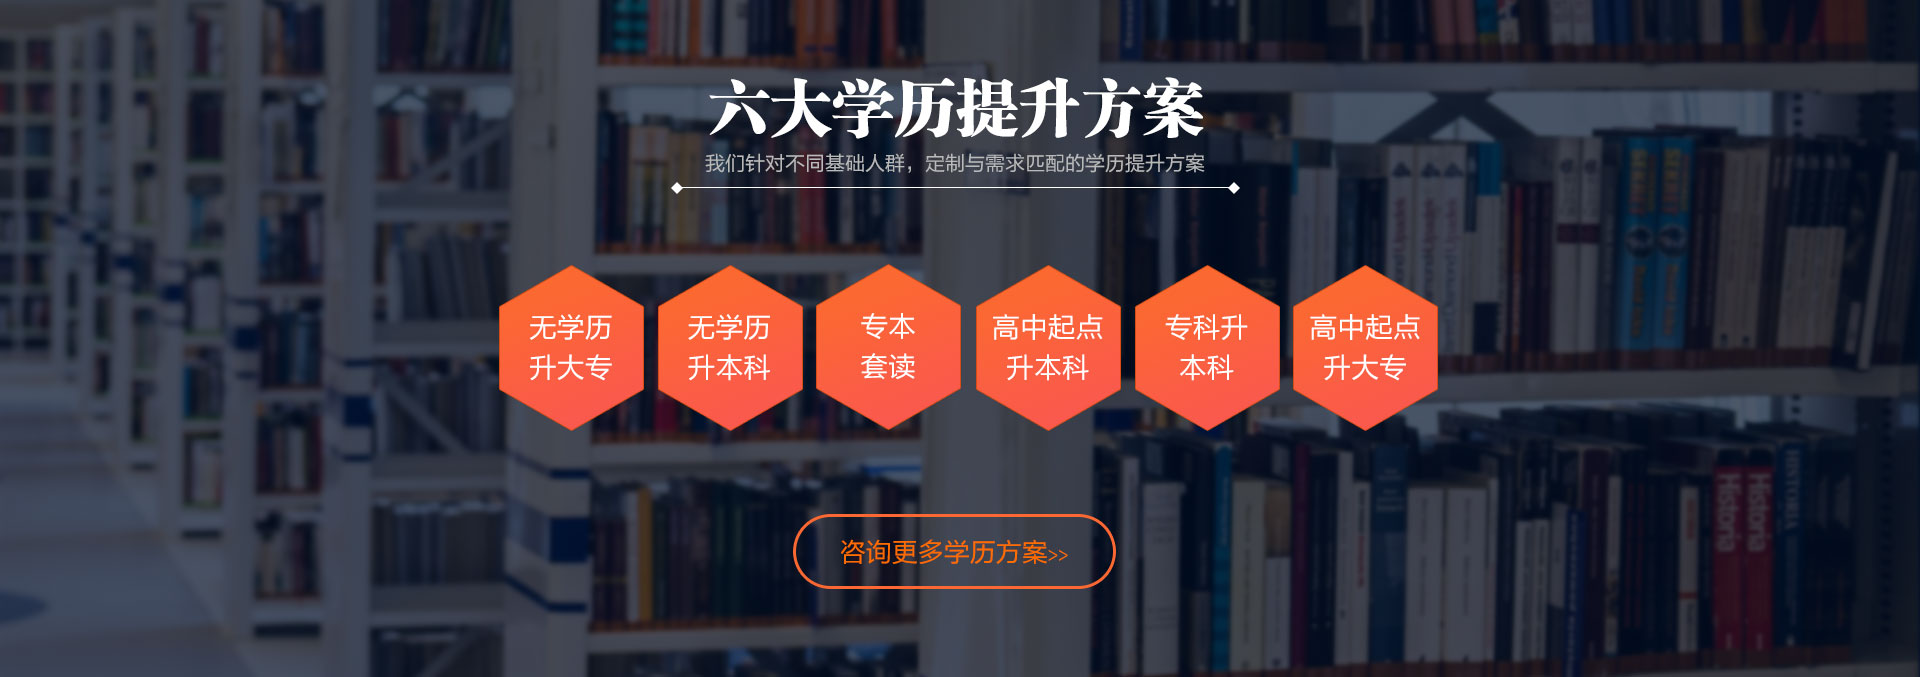 六大学历提升方案
我们针对不同基础人群，定制与需求匹配的学历提升方案
无学历
升大专
无学历
升本科
专本
套读
高中起点
升本科
专科升
本科
高中起点
升大专
咨询更多学历方案>>
Historia
Historia
HISTORIA